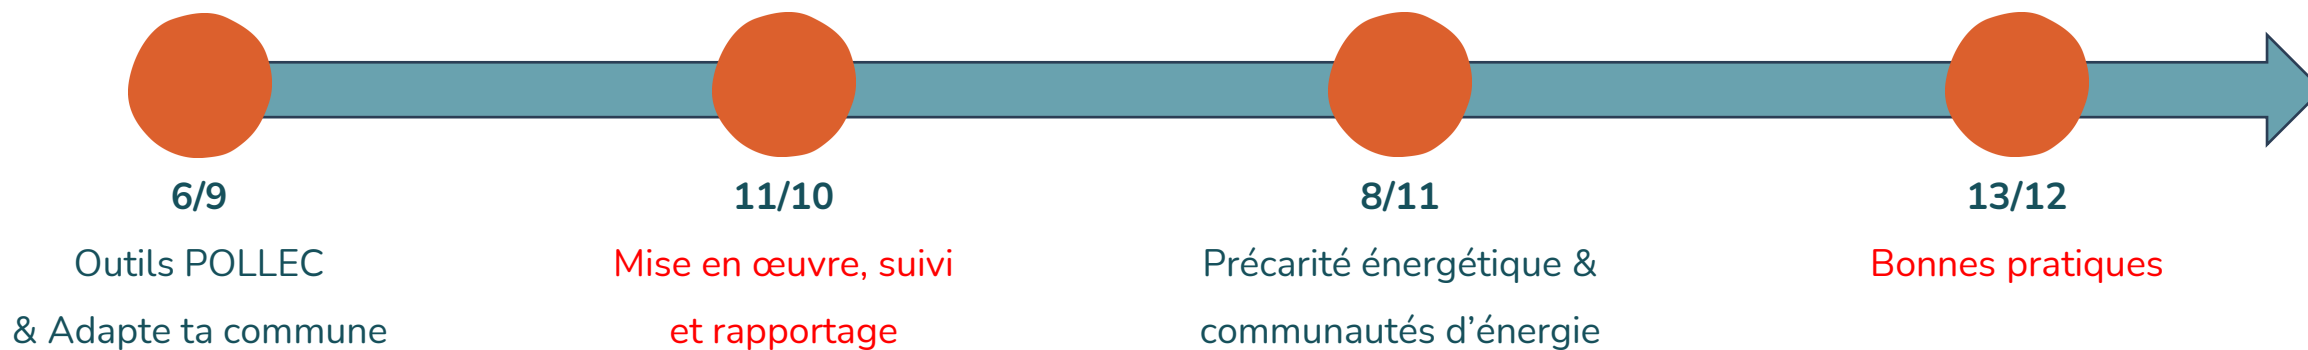 6/9
Outils POLLEC
& Adapte ta commune
11/10
Mise en œuvre, suivi
et rapportage
8/11
Précarité énergétique &
communautés d’énergie
13/12
Bonnes pratiques